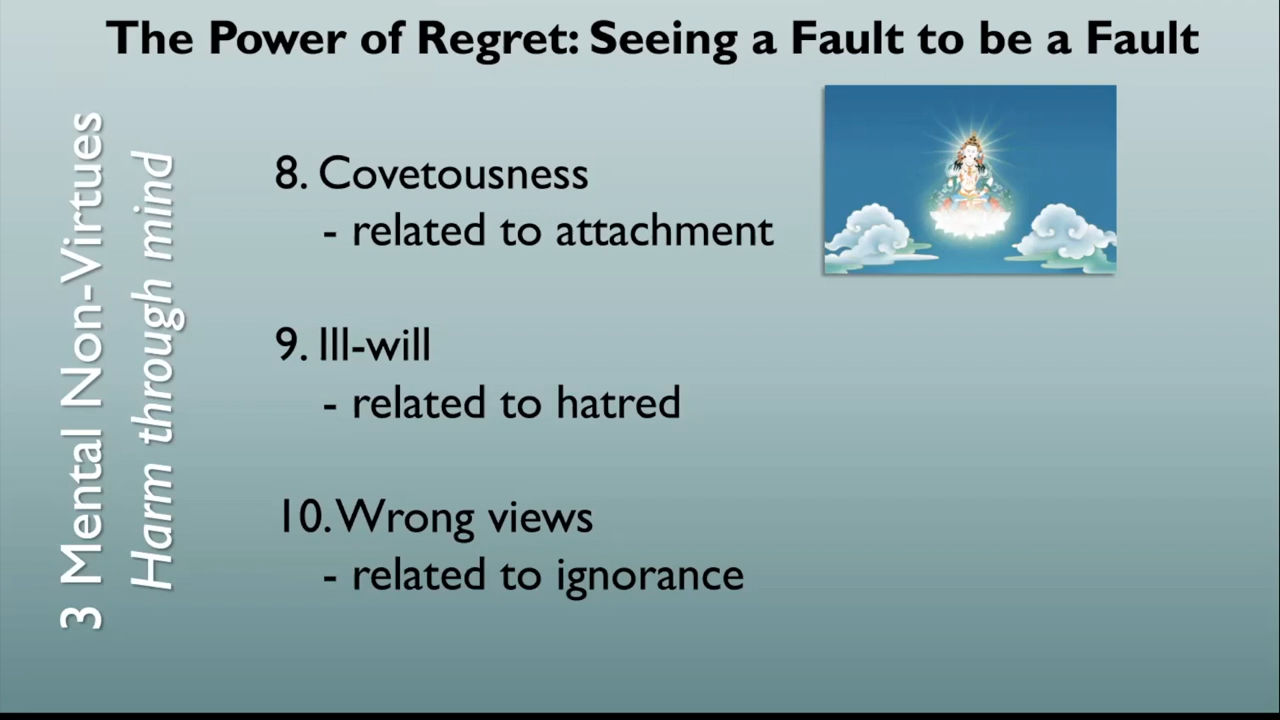 The Power of Regret: Seeing a Fault to be a Fault
3 Mental Non-Virtues
Harm through mind
8. Covetousness
- related to attachment
9. Ill-will
- related to hatred
10. Wrong views
- related to ignorance